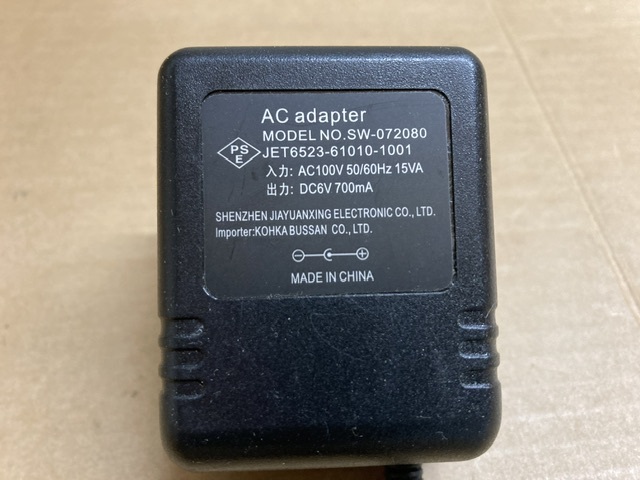 AC adapter
MODEL NO.SW-072080
JET6523-61010-1001
PS
E
入力: AC100V 50/60Hz 15VA
出力: DC6V 700mA
SHENZHEN JIAYUANXING ELECTRONIC CO., LTD.
Importer:KOHKA BUSSAN CO., LTD.
MADE IN CHINA